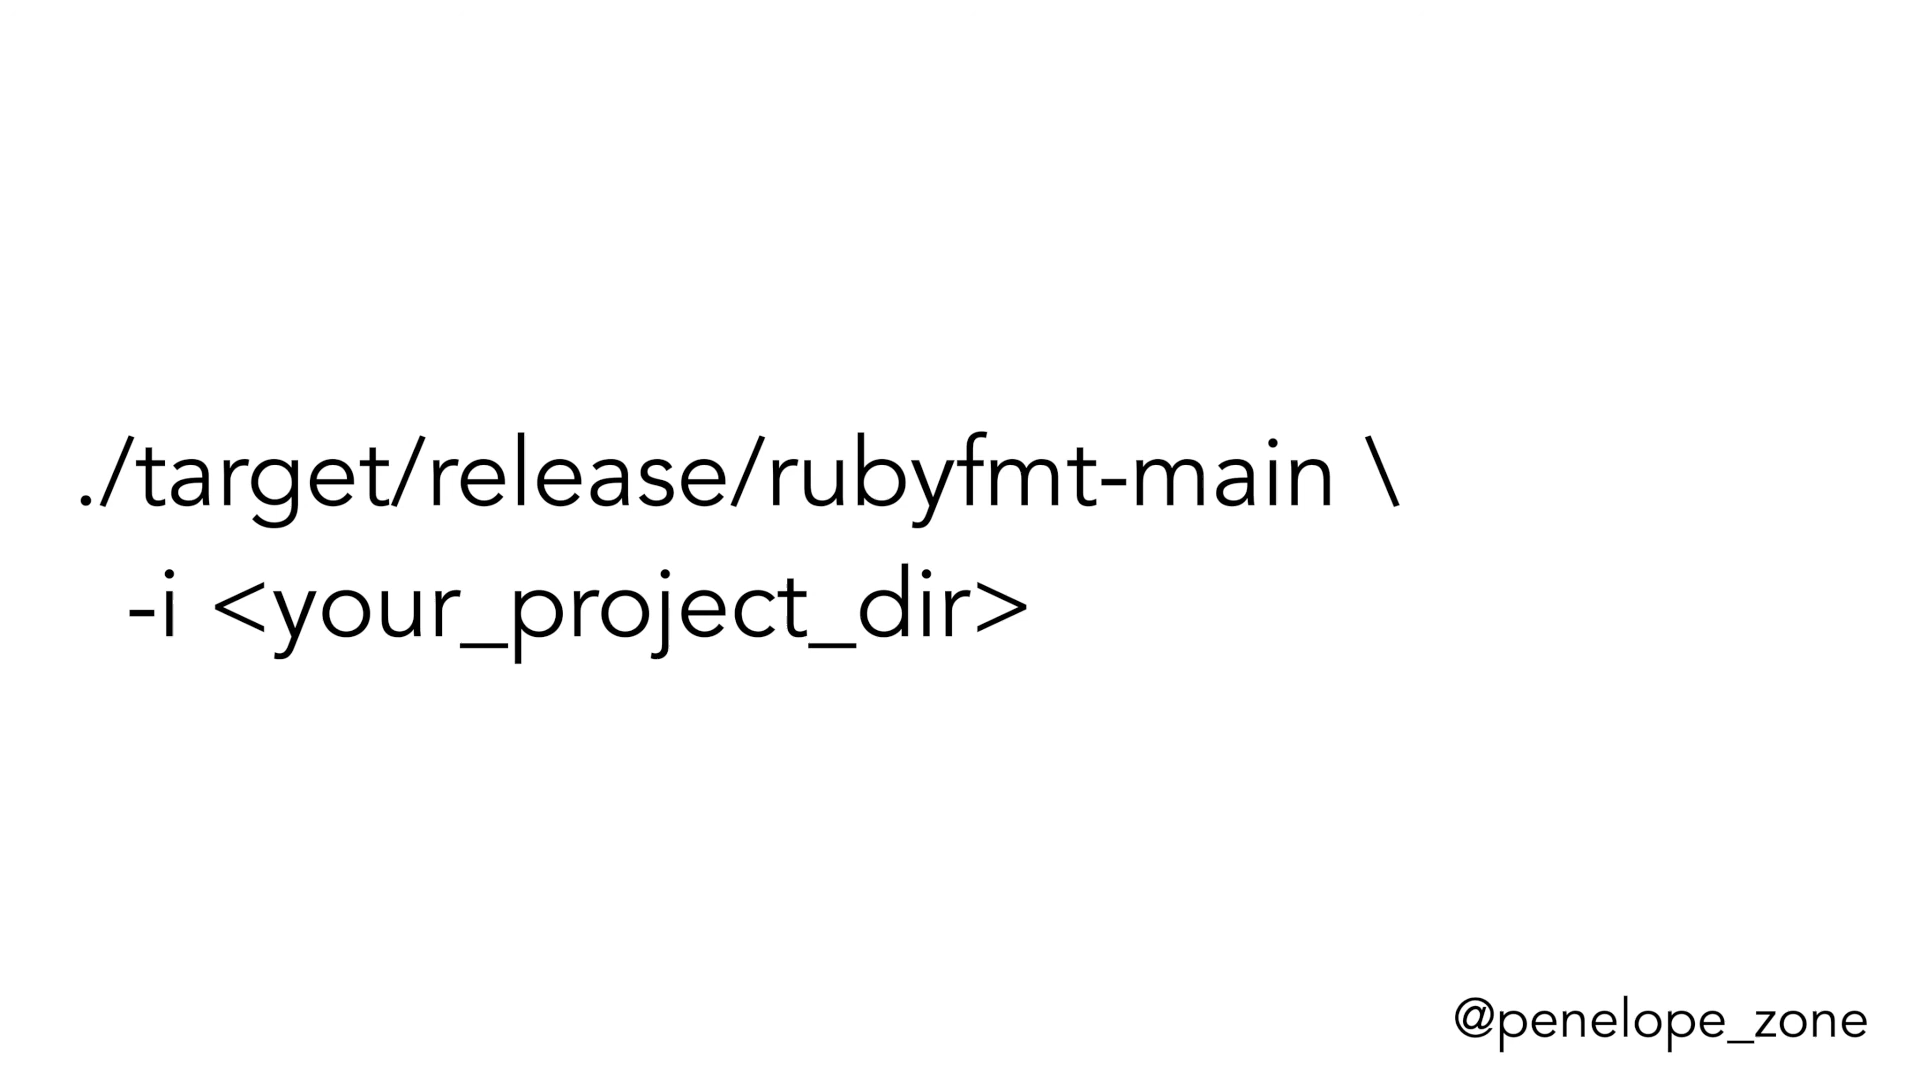 ./target/release/rubyfmt-main \
-i <your_project_dir>
@penelope_zone